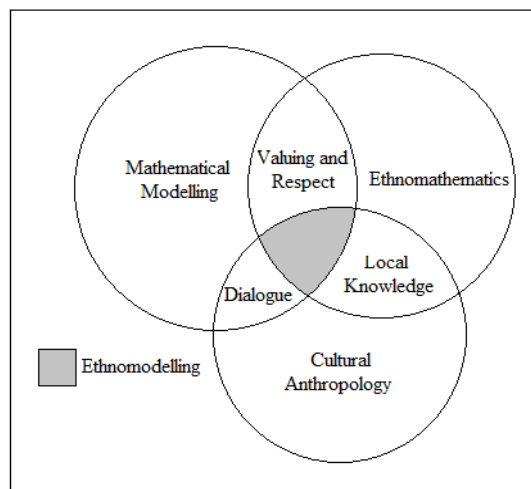 Mathematical
Modelling
Valuing and
Respect
Ethnomathematics
Local
Knowledge
Dialogue
Cultural
Anthropology
Ethnomodelling